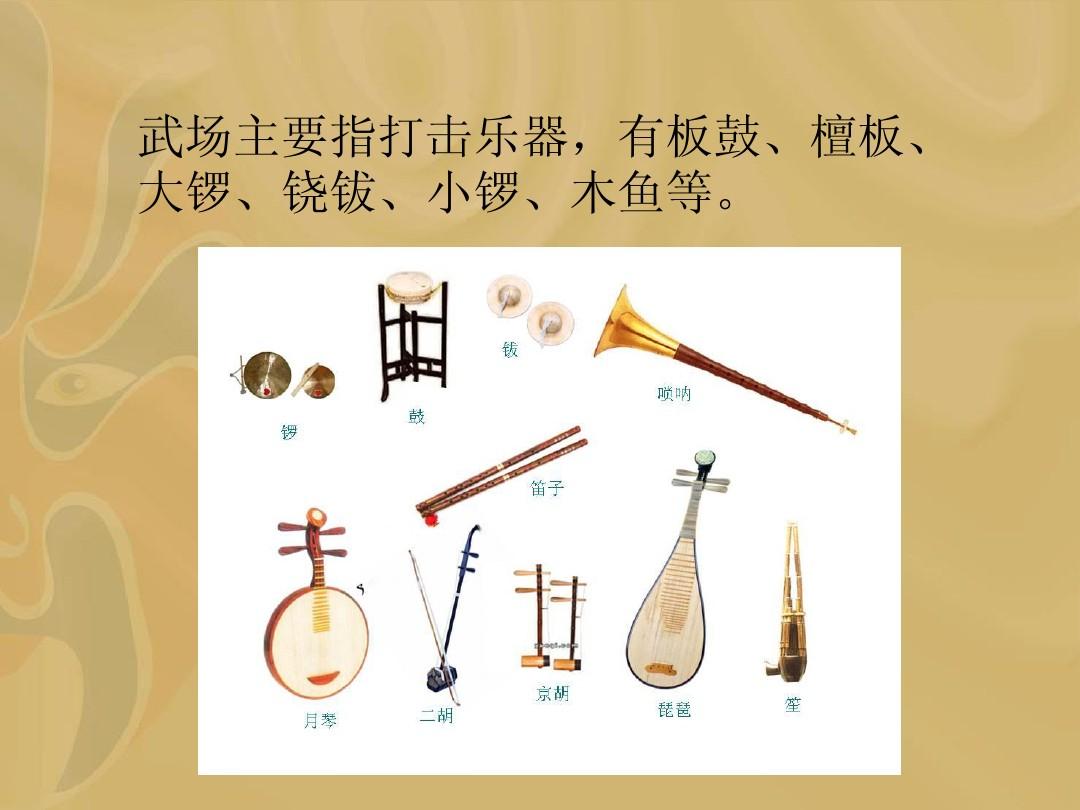 武场主要指打击乐器，有板鼓、檀板、
大锣、铙钹、小锣、木鱼等。
钹
唢呐
鼓
锣
笛子
京胡
琵琶
笙
二胡
月琴